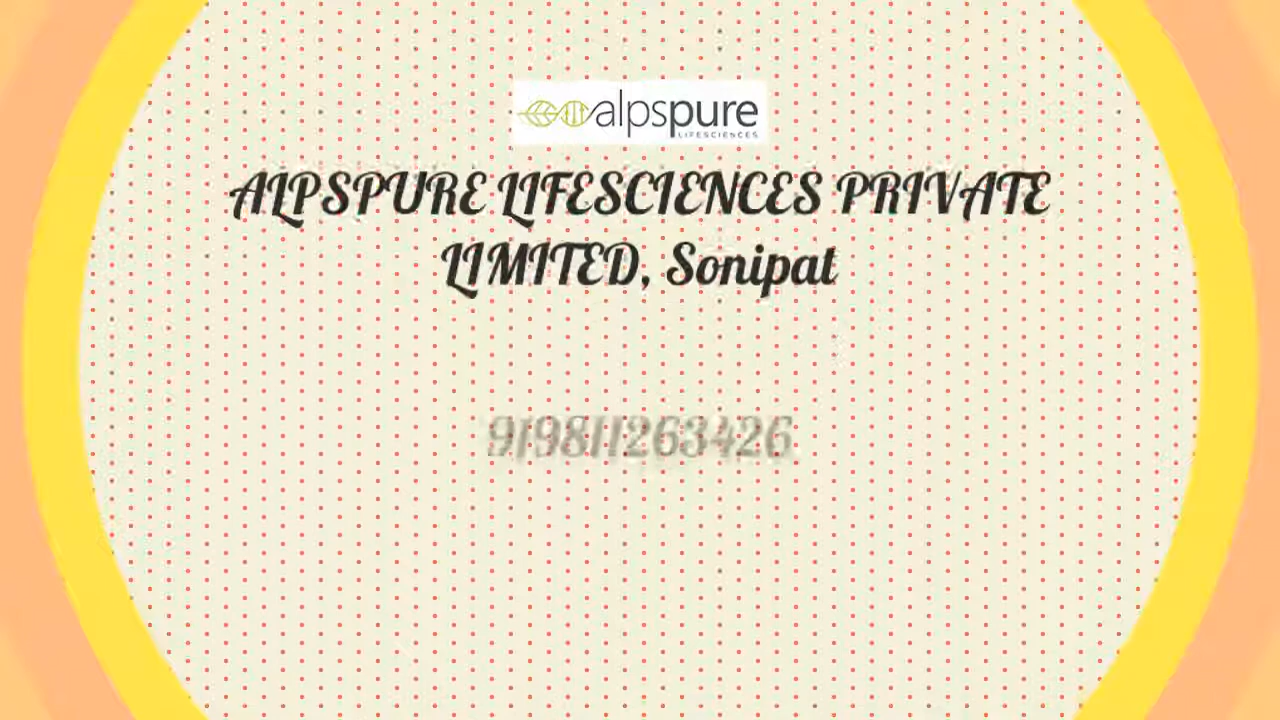 alpspure
LIFESCIENCES
ALPSPURE LIFESCIENCES PRIVATE
LIMITED, Sonipat
919811263426